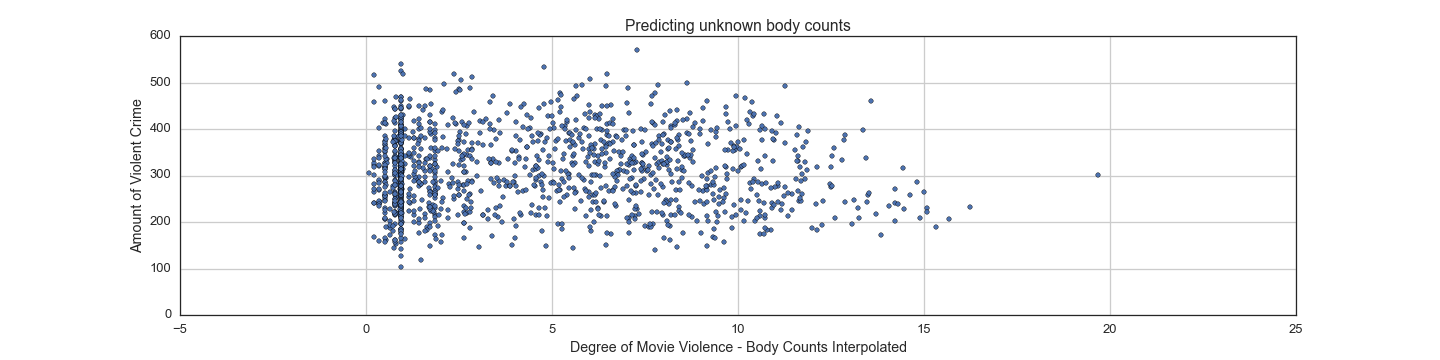 Predicting unknown body counts
600
500
400
300
200
100
0
Amount of Violent Crime
−5 0 5 10 15 20 25
Degree of Movie Violence - Body Counts Interpolated